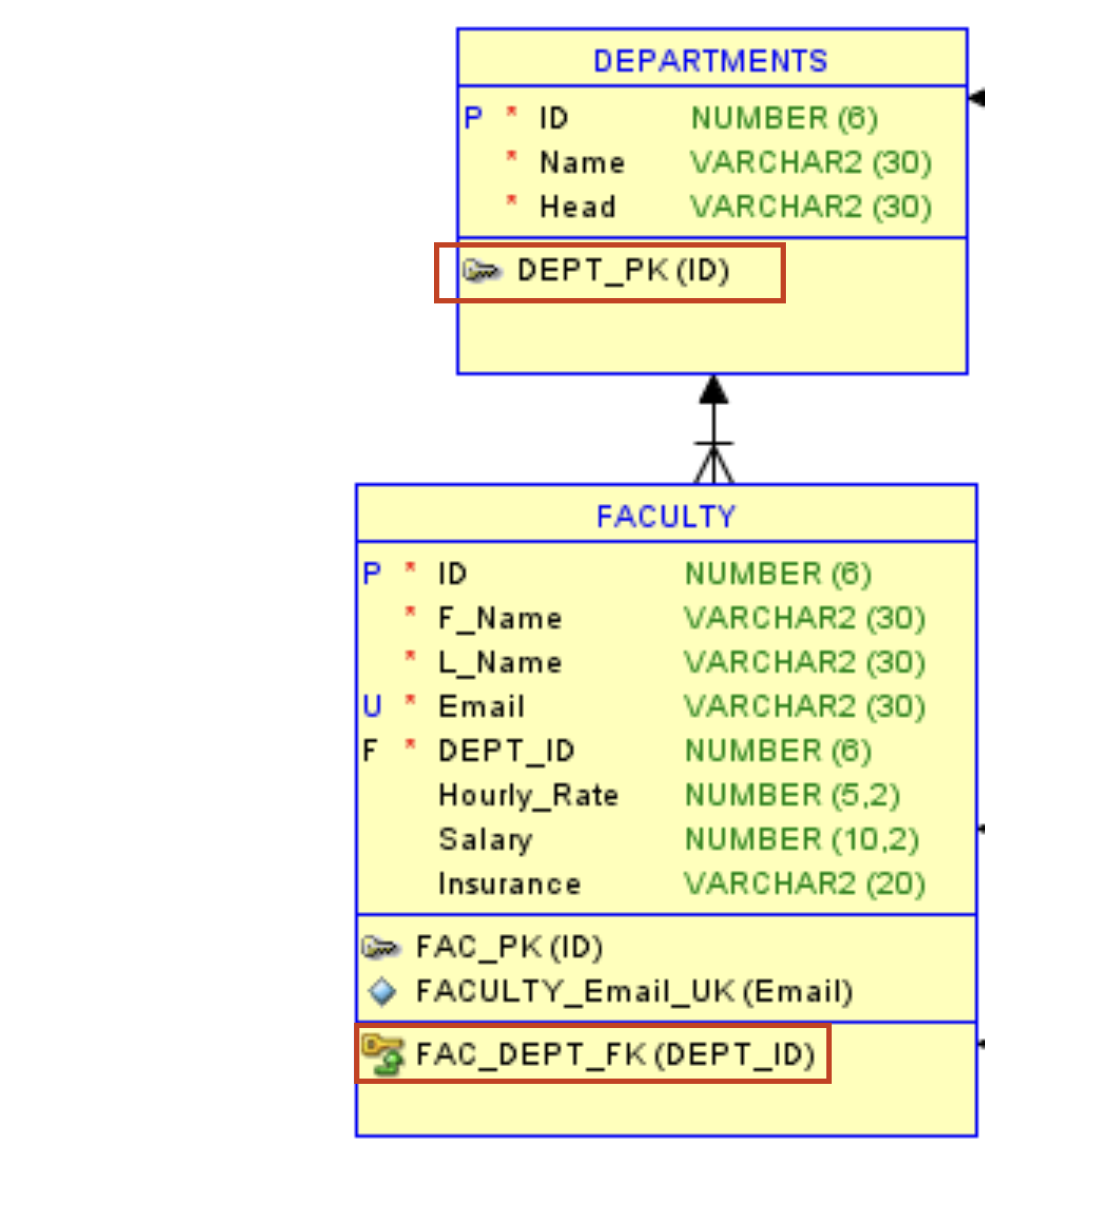 DEPARTMENTS
P * ID NUMBER (6)
* Name VARCHAR2 (30)
* Head VARCHAR2 (30)
DEPT_PK (ID)
FACULTY
P * ID NUMBER (6)
* F_Name VARCHAR2 (30)
* L_Name VARCHAR2 (30)
U * Email VARCHAR2 (30)
F * DEPT_ID NUMBER (6)
Hourly_Rate NUMBER (5,2)
Salary NUMBER (10,2)
Insurance VARCHAR2 (20)
FAC_PK (ID)
FACULTY_Email_UK (Email)
FAC_DEPT_FK (DEPT_ID)